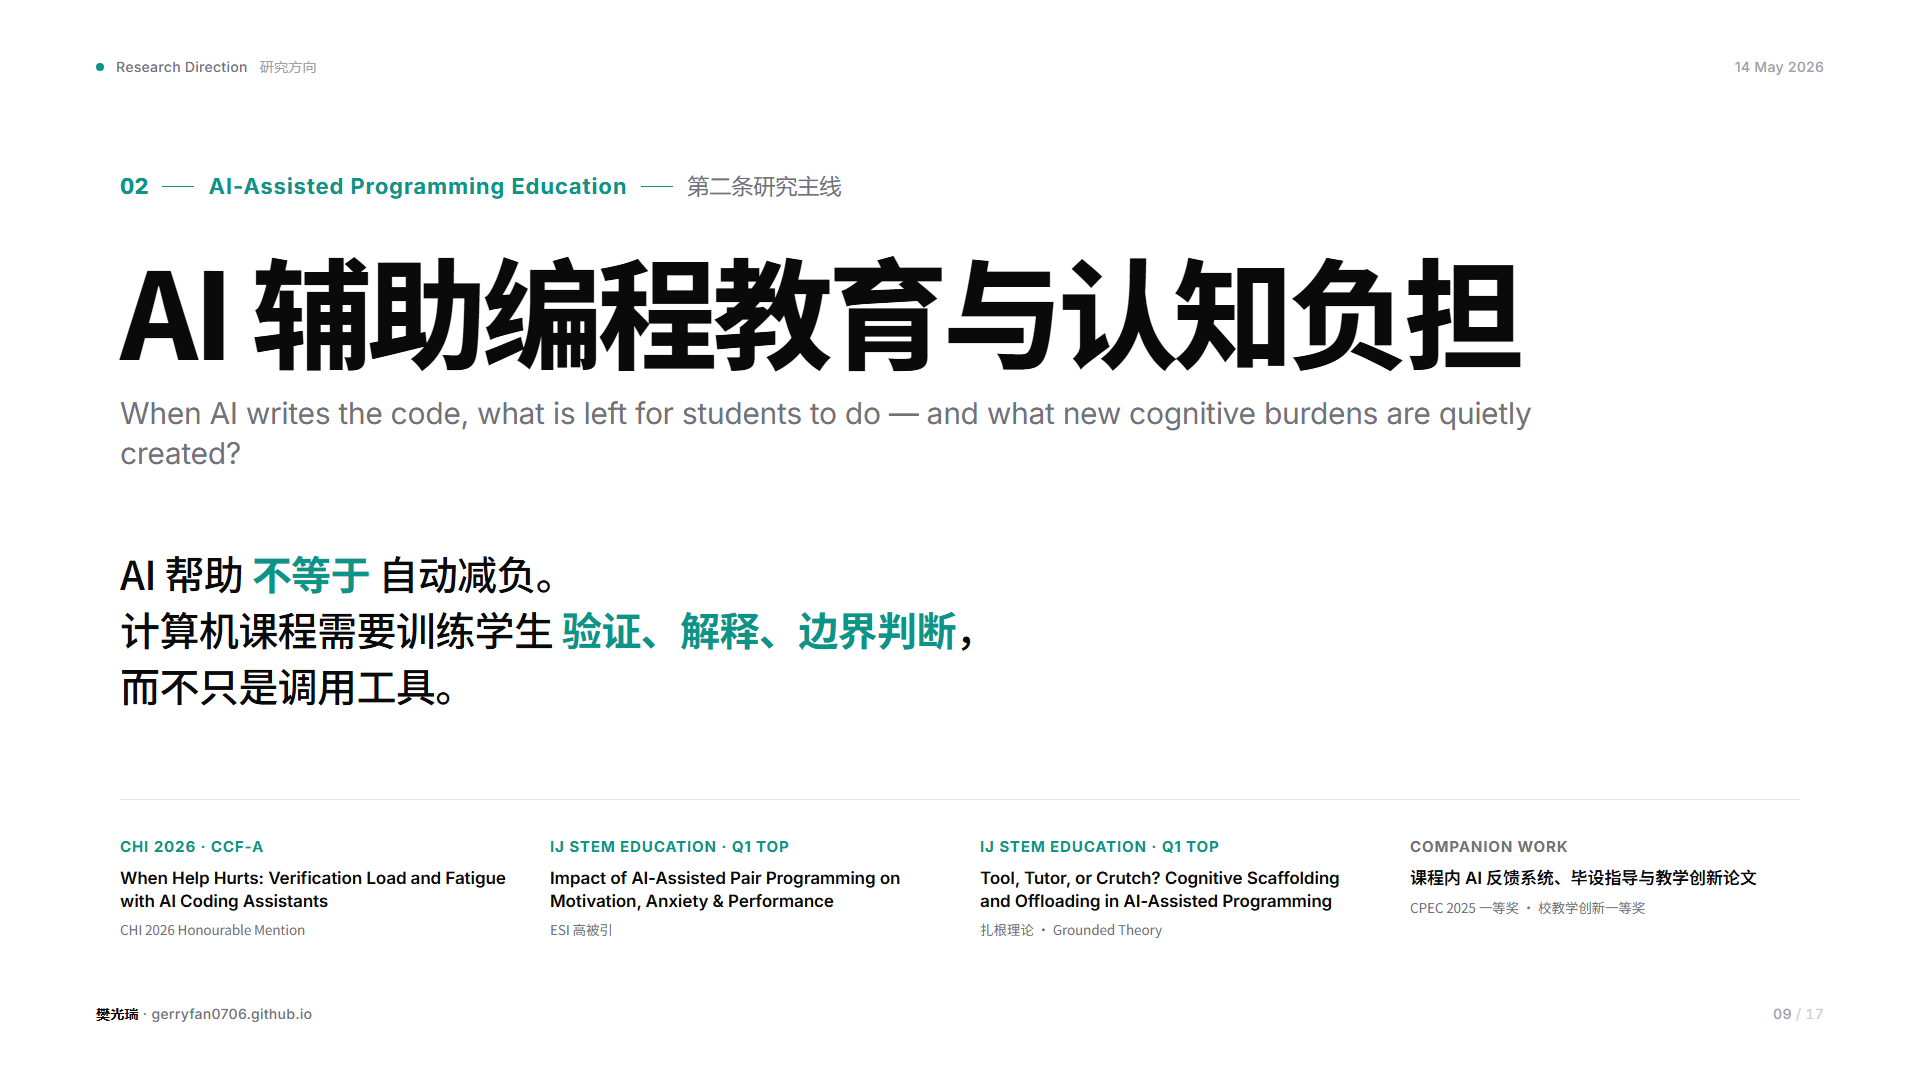 Research Direction 研究方向
14 May 2026
02 — AI-Assisted Programming Education — 第二条研究主线
AI 辅助编程教育与认知负担
When AI writes the code, what is left for students to do — and what new cognitive burdens are quietly
created?
AI 帮助 不等于 自动减负。
计算机课程需要训练学生 验证、解释、边界判断，
而不只是调用工具。
CHI 2026 · CCF-A
When Help Hurts: Verification Load and Fatigue
with AI Coding Assistants
CHI 2026 Honourable Mention
IJ STEM EDUCATION · Q1 TOP
Impact of AI-Assisted Pair Programming on
Motivation, Anxiety & Performance
ESI 高被引
IJ STEM EDUCATION · Q1 TOP
Tool, Tutor, or Crutch? Cognitive Scaffolding
and Offloading in AI-Assisted Programming
扎根理论 · Grounded Theory
COMPANION WORK
课程内 AI 反馈系统、毕设指导与教学创新论文
CPEC 2025 一等奖 · 校教学创新一等奖
樊光瑞 · gerryfan0706.github.io
09 / 17